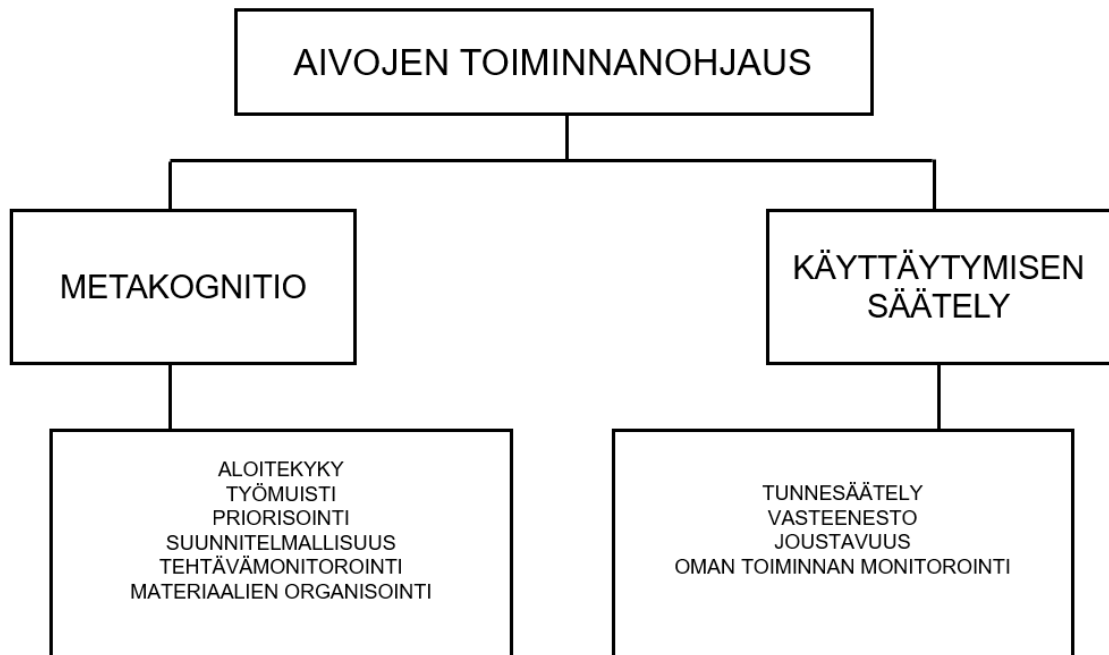 AIVOJEN TOIMINNANOHJAUS
METAKOGNITIO
KÄYTTÄYTYMISEN
SÄÄTELY
ALOITEKYKY
TYÖMUISTI
PRIORISOINTI
SUUNNITELMALLISUUS
TEHTÄVÄMONITOROINTI
MATERIAALIEN ORGANISOINTI
TUNNESÄÄTELY
VASTEENESTO
JOUSTAVUUS
OMAN TOIMINNAN MONITOROINTI